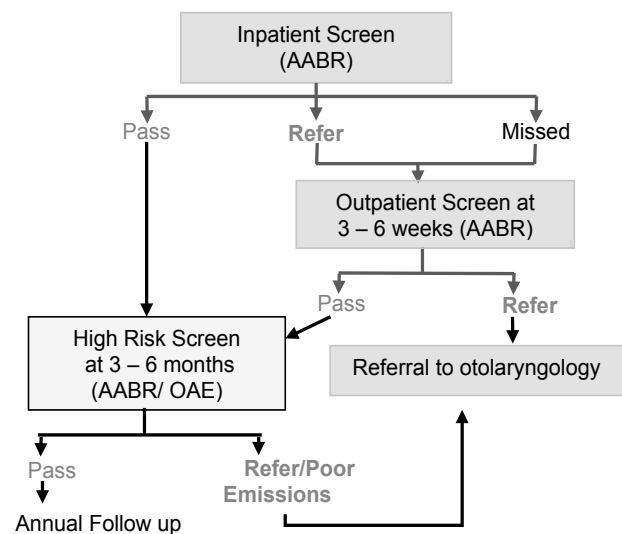 Inpatient Screen
(AABR)
Pass
Refer
Missed
Outpatient Screen at
3 – 6 weeks (AABR)
Pass
Refer
High Risk Screen
at 3 – 6 months
(AABR/ OAE)
Referral to otolaryngology
Pass
Refer/Poor
Emissions
Annual Follow up